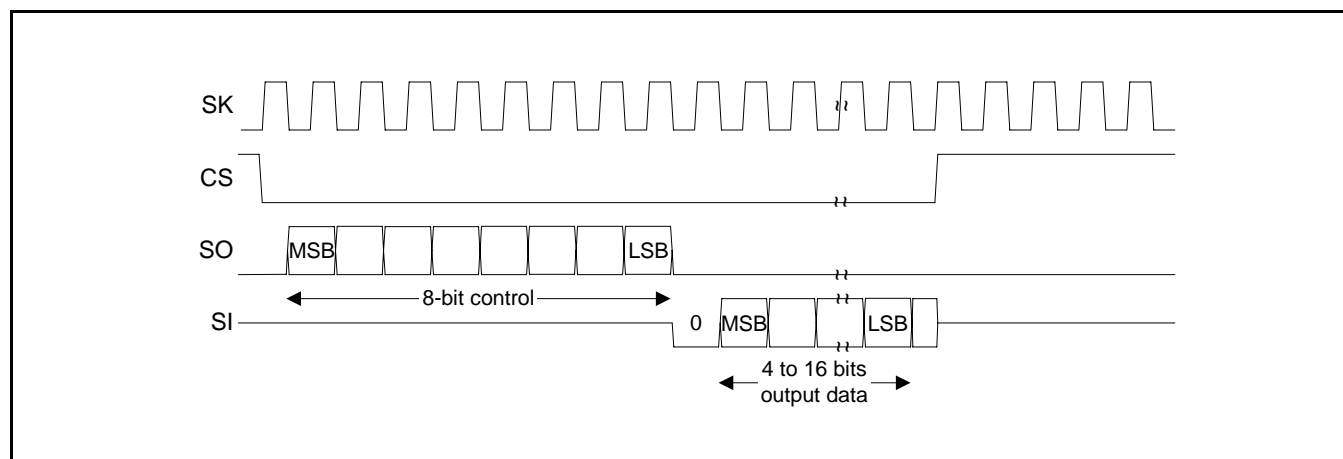 SK
CS
SO
MSB
LSB
8-bit control
SI
0
MSB
LSB
4 to 16 bits
output data